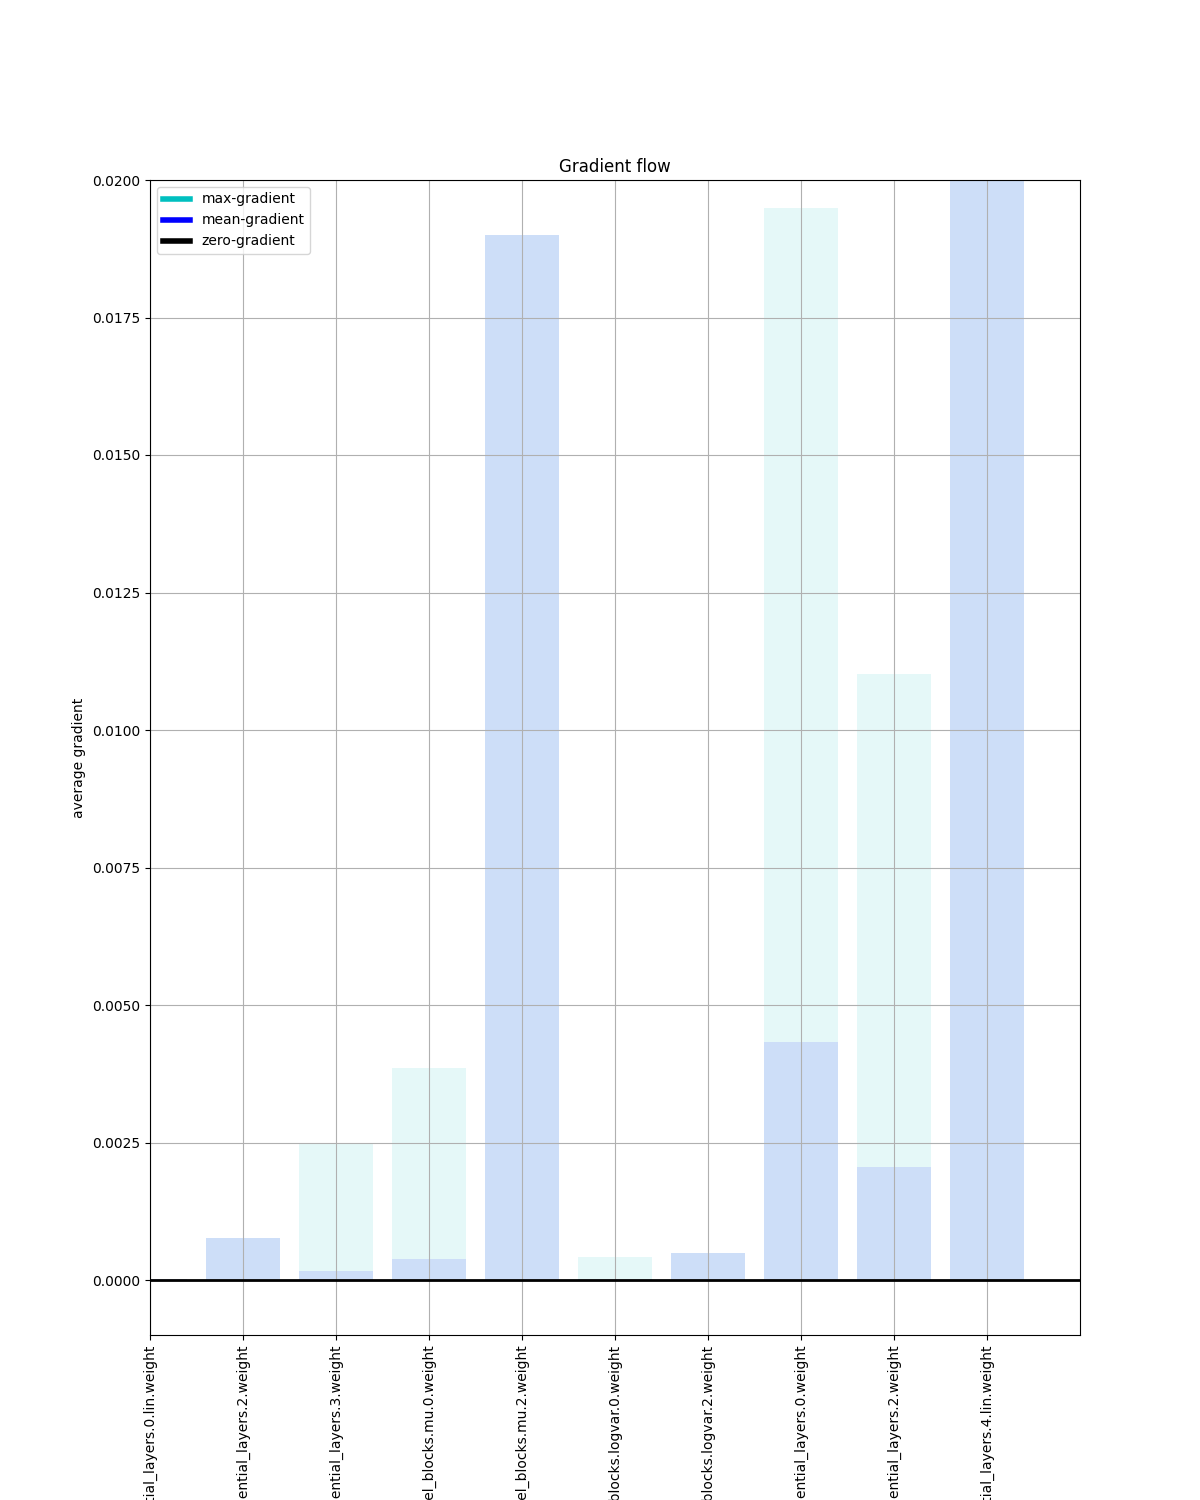 Gradient flow
max-gradient
mean-gradient
zero-gradient
0.0200
0.0175
0.0150
0.0125
0.0100
0.0075
0.0050
0.0025
0.0000
average gradient
tial_layers.0.lin.weight
ential_layers.2.weight
ential_layers.3.weight
el_blocks.mu.0.weight
el_blocks.mu.2.weight
blocks.logvar.0.weight
blocks.logvar.2.weight
ential_layers.0.weight
ential_layers.2.weight
tial_layers.4.lin.weight